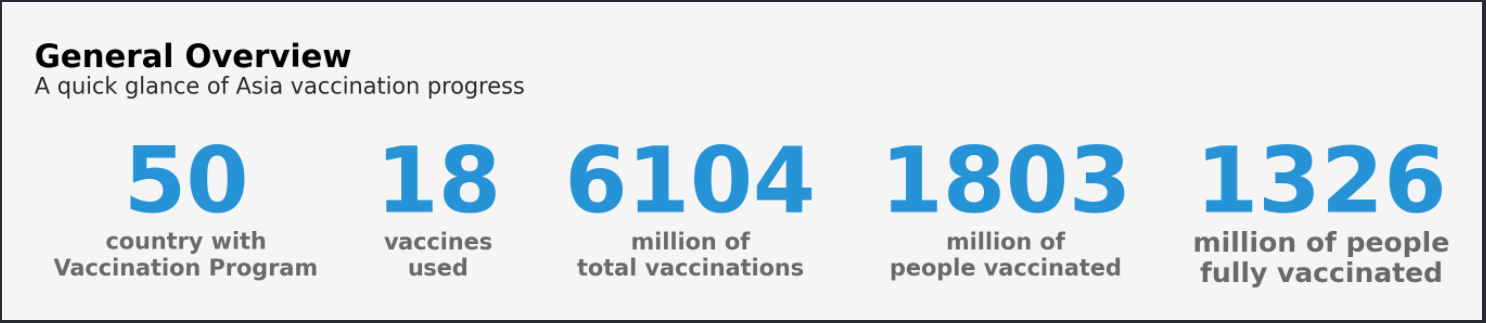 General Overview
A quick glance of Asia vaccination progress
50
country with
Vaccination Program
18
vaccines
used
6104
million of
total vaccinations
1803
million of
people vaccinated
1326
million of people
fully vaccinated